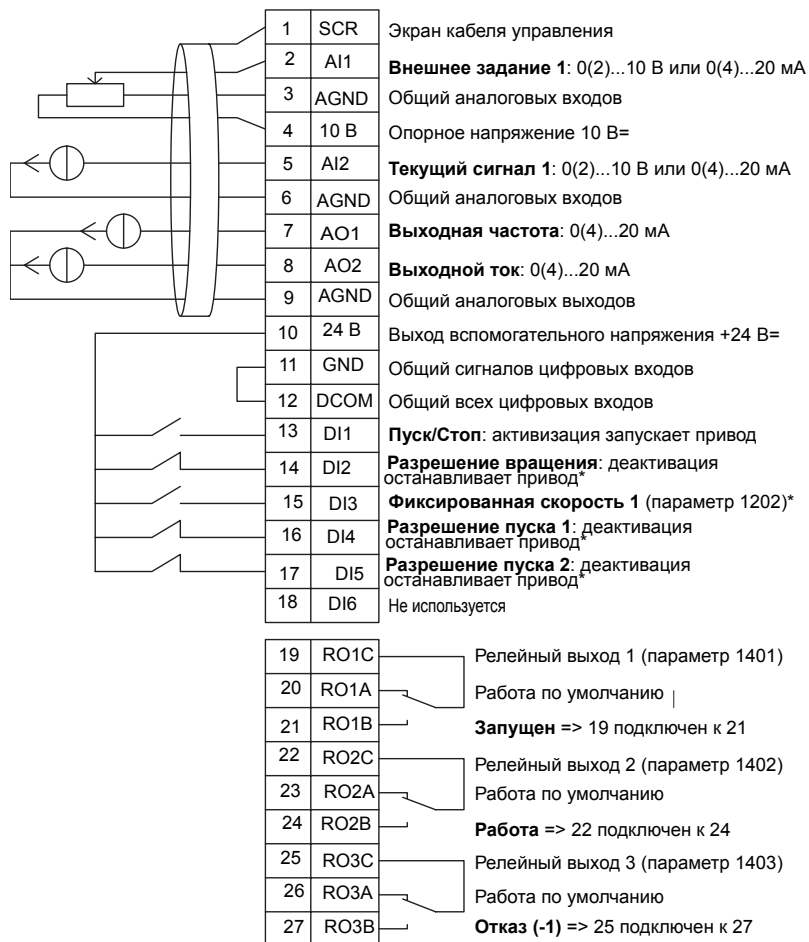 1 SCR Экран кабеля управления
2 AI1 Внешнее задание 1: 0(2)...10 В или 0(4)...20 мА
3 AGND Общий аналоговых входов
4 10 В Опорное напряжение 10 В=
5 AI2 Текущий сигнал 1: 0(2)...10 В или 0(4)...20 мА
6 AGND Общий аналоговых входов
7 AO1 Выходная частота: 0(4)...20 мА
8 AO2 Выходной ток: 0(4)...20 мА
9 AGND Общий аналоговых выходов
10 24 В Выход вспомогательного напряжения +24 В=
11 GND Общий сигналов цифровых входов
12 DCOM Общий всех цифровых входов
13 DI1 Пуск/Стоп: активизация запускает привод
14 DI2 Разрешение вращения: деактивация
останавливает привод*
15 DI3 Фиксированная скорость 1 (параметр 1202)*
16 DI4 Разрешение пуска 1: деактивация
останавливает привод*
17 DI5 Разрешение пуска 2: деактивация
останавливает привод*
18 DI6 Не используется
19 RO1C Релейный выход 1 (параметр 1401)
20 RO1A Работа по умолчанию
21 RO1B Запущен => 19 подключен к 21
22 RO2C Релейный выход 2 (параметр 1402)
23 RO2A Работа по умолчанию
24 RO2B Работа => 22 подключен к 24
25 RO3C Релейный выход 3 (параметр 1403)
26 RO3A Работа по умолчанию
27 RO3B Отказ (-1) => 25 подключен к 27